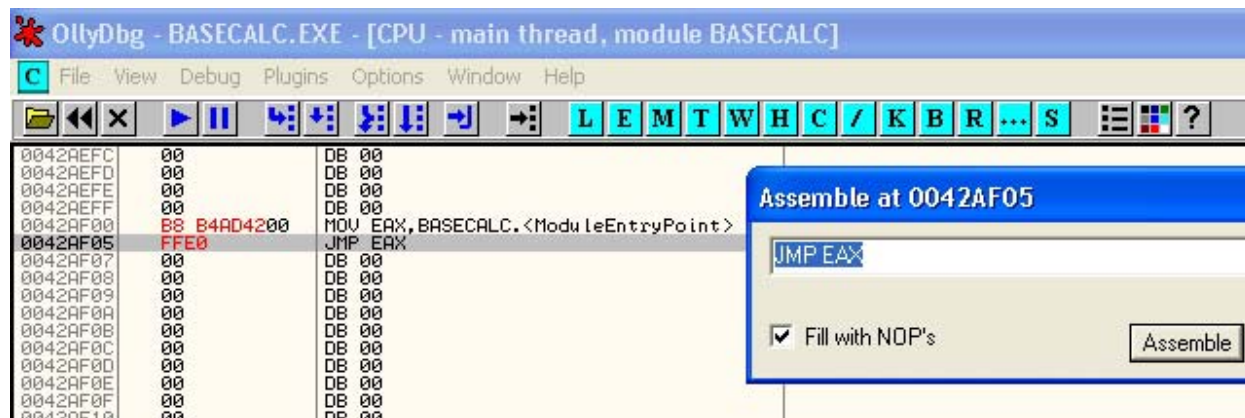 OllyDbg - BASECALC.EXE - [CPU - main thread, module BASECALC]
C File View Debug Plugins Options Window Help
L E M T W H C / K B R ... S ?
0042AEFC 00 DB 00
0042AEFD 00 DB 00
0042AEFE 00 DB 00
0042AEFF 00 DB 00
0042AF00 B8 B4AD4200 MOV EAX,BASECALC.<ModuleEntryPoint>
0042AF05 FFE0 JMP EAX
0042AF07 00 DB 00
0042AF08 00 DB 00
0042AF09 00 DB 00
0042AF0A 00 DB 00
0042AF0B 00 DB 00
0042AF0C 00 DB 00
0042AF0D 00 DB 00
0042AF0E 00 DB 00
0042AF0F 00 DB 00
0042AF10 00 DB 00
Assemble at 0042AF05
JMP EAX
Fill with NOP's
Assemble